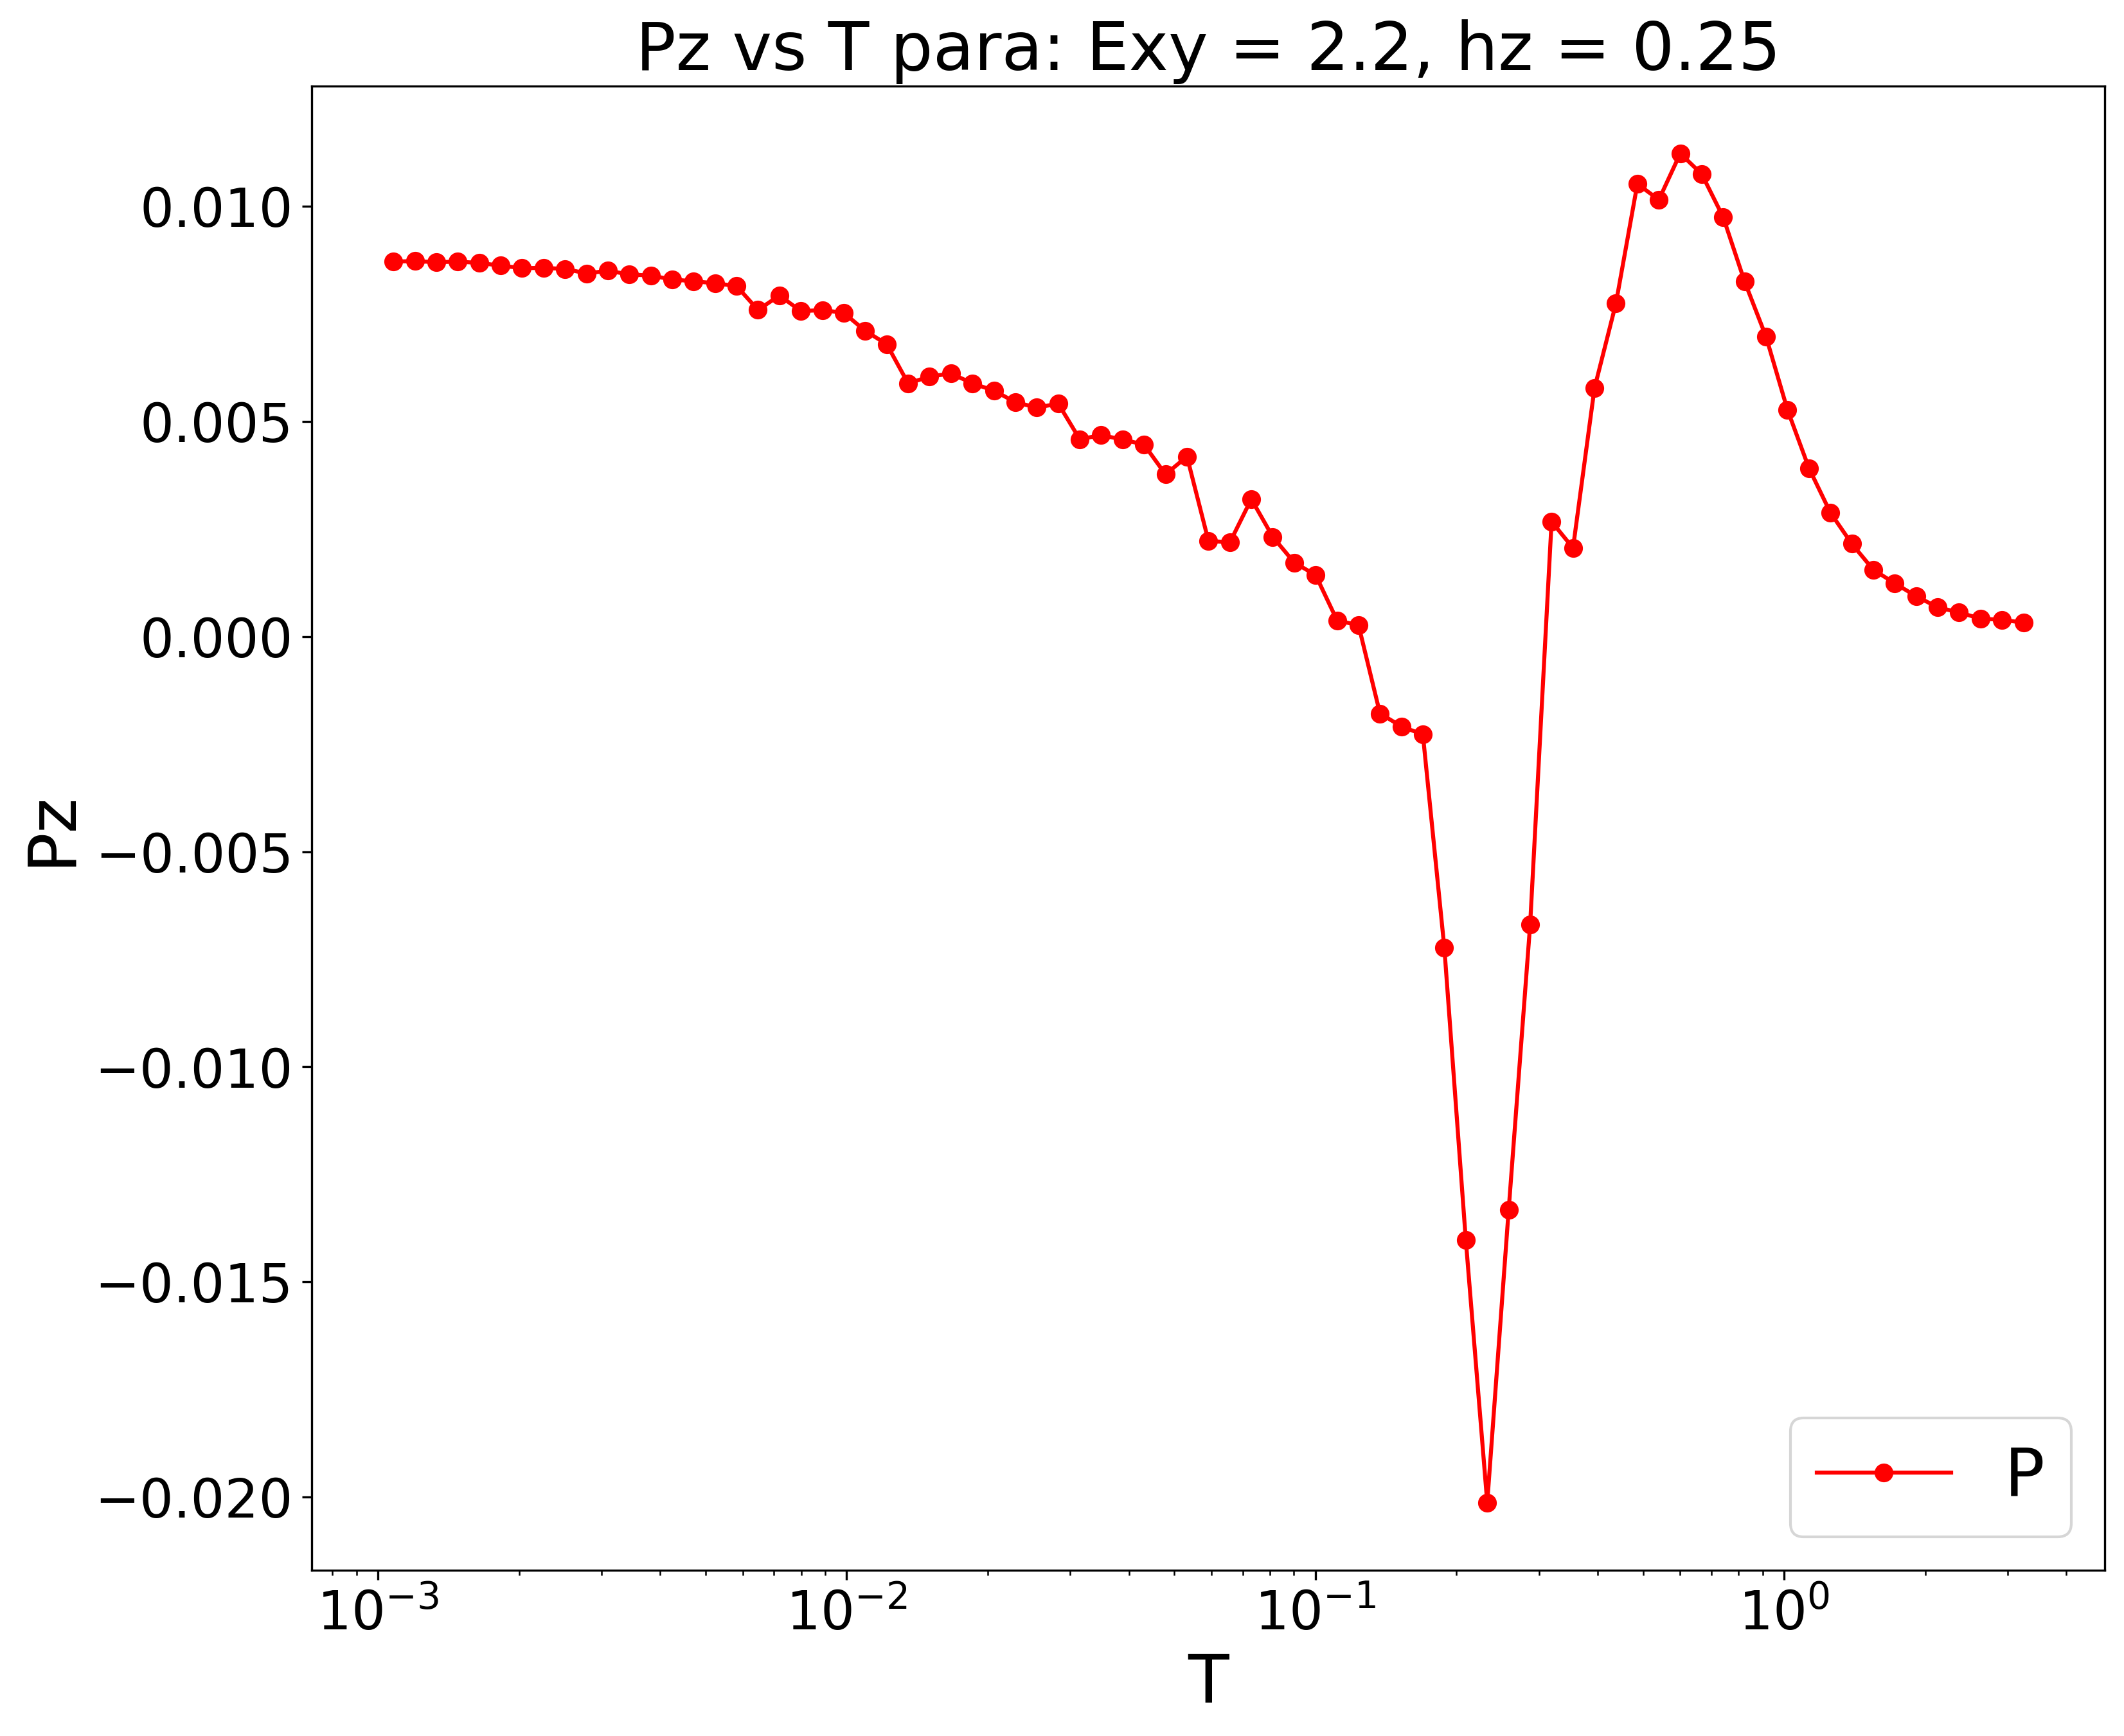 Pz vs T para: Exy = 2.2, hz = 0.25
0.010
0.005
0.000
−0.005
−0.010
−0.015
−0.020
Pz
P
10⁻³ 10⁻² 10⁻¹ 10⁰
T